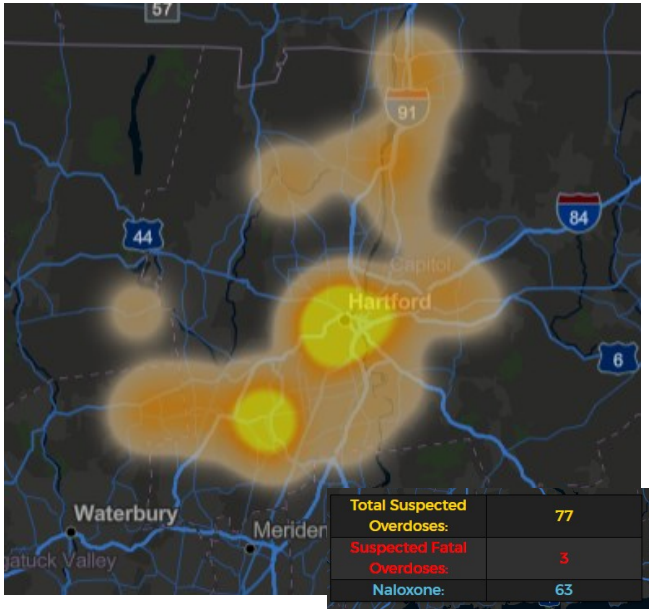 57
91
84
44
Capitol
Hartford
6
Waterbury
Meriden
gatuck Valley
Total Suspected
Overdoses:
77
Suspected Fatal
Overdoses:
3
Naloxone:
63